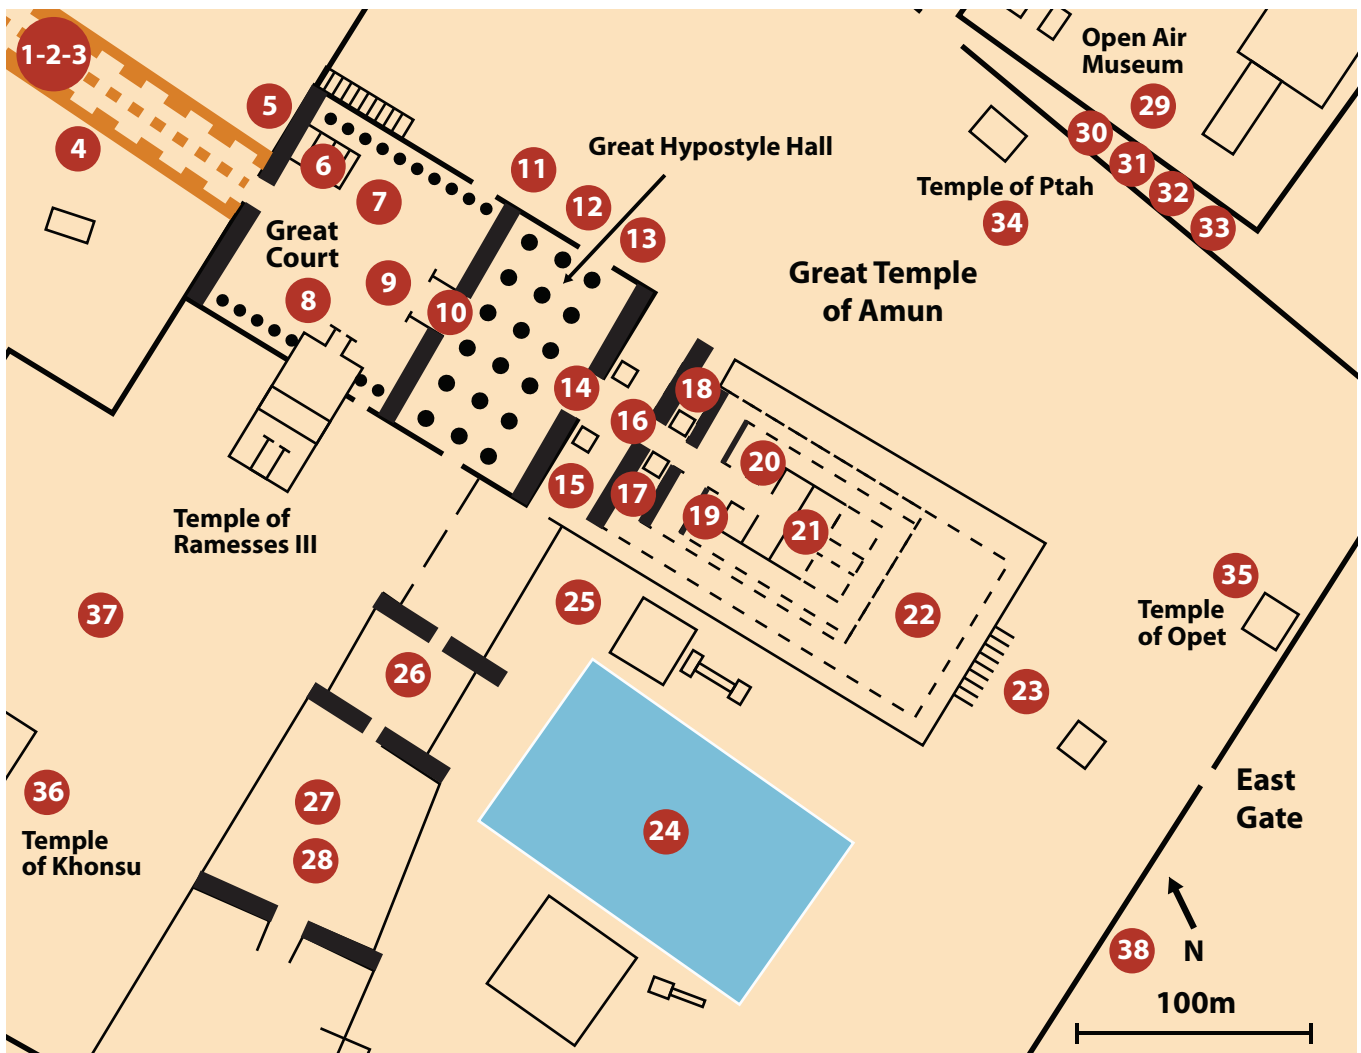 1-2-3
Open Air
Museum
5
29
4
30
Great Hypostyle Hall
11
31
6
Temple of Ptah
32
7
12
34
33
Great
Court
13
Great Temple
of Amun
9
8
10
14
18
16
20
15
17
19
21
Temple of
Ramesses III
35
25
Temple
of Opet
37
22
26
23
36
27
East
Gate
24
Temple
of Khonsu
28
38
N
100m